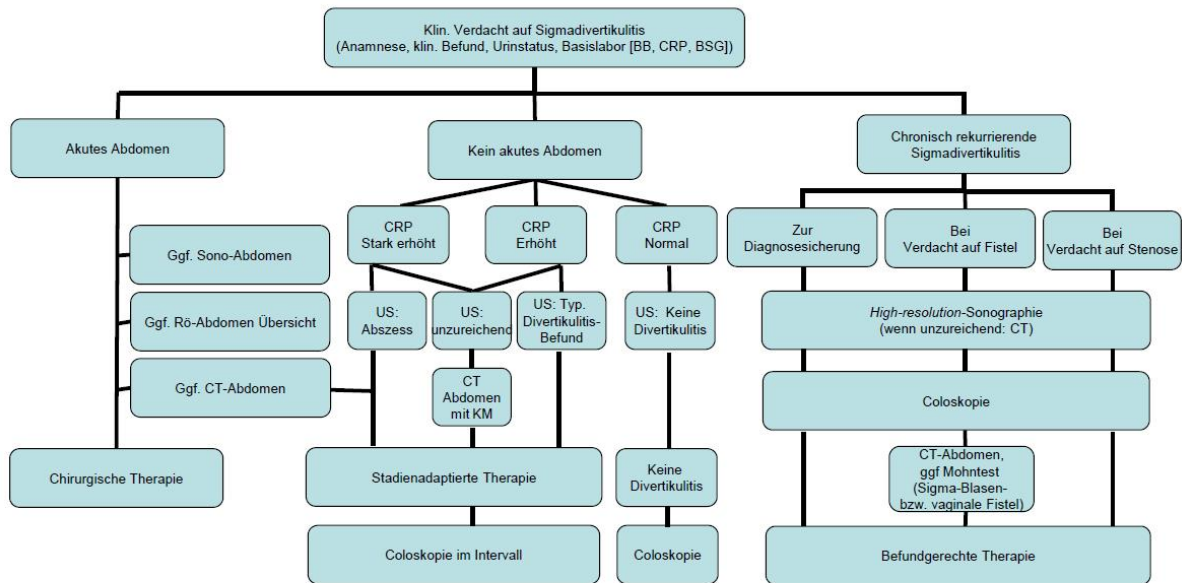 Klin. Verdacht auf Sigmadivertikulitis
(Anamnese, klin. Befund, Urinstatus, Basislabor [BB, CRP, BSG])
Akutes Abdomen
Kein akutes Abdomen
Chronisch rekurrierende
Sigmadivertikulitis
CRP
Stark erhöht
CRP
Erhöht
CRP
Normal
Zur
Diagnosesicherung
Bei
Verdacht auf Fistel
Bei
Verdacht auf Stenose
Ggf. Sono-Abdomen
Ggf. Rö-Abdomen Übersicht
Ggf. CT-Abdomen
US:
Abszess
US:
unzureichend
US: Typ.
Divertikulitis-
Befund
US: Keine
Divertikulitis
High-resolution-Sonographie
(wenn unzureichend: CT)
CT
Abdomen
mit KM
Coloskopie
Chirurgische Therapie
Stadienadaptierte Therapie
Keine
Divertikulitis
CT-Abdomen,
ggf Mohntest
(Sigma-Blasen-
bzw. vaginale Fistel)
Coloskopie im Intervall
Coloskopie
Befundgerechte Therapie